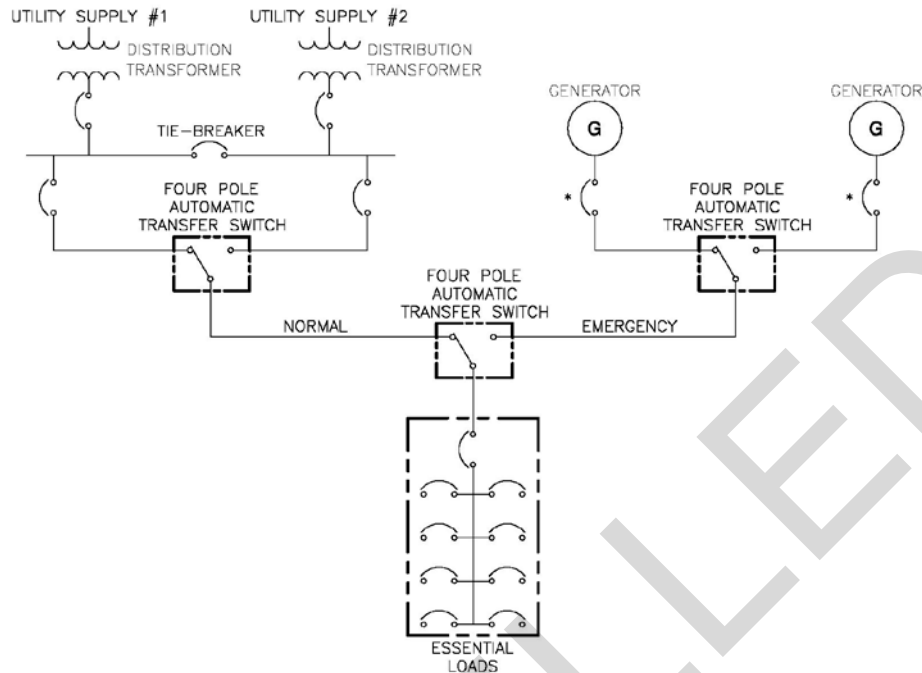 UTILITY SUPPLY #1
UTILITY SUPPLY #2
DISTRIBUTION
TRANSFORMER
DISTRIBUTION
TRANSFORMER
GENERATOR
GENERATOR
G
G
TIE-BREAKER
*
*
FOUR POLE
AUTOMATIC
TRANSFER SWITCH
FOUR POLE
AUTOMATIC
TRANSFER SWITCH
FOUR POLE
AUTOMATIC
TRANSFER SWITCH
NORMAL
EMERGENCY
ESSENTIAL
LOADS
LLED